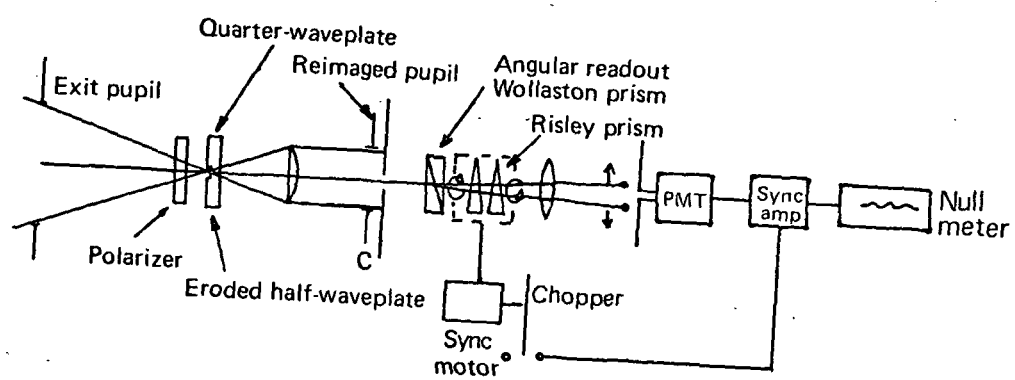 Quarter-waveplate
Exit pupil
Reimaged pupil
Angular readout
Wollaston prism
Risley prism
PMT
Sync
amp
Null
meter
Polarizer
C
Eroded half-waveplate
Chopper
Sync
motor